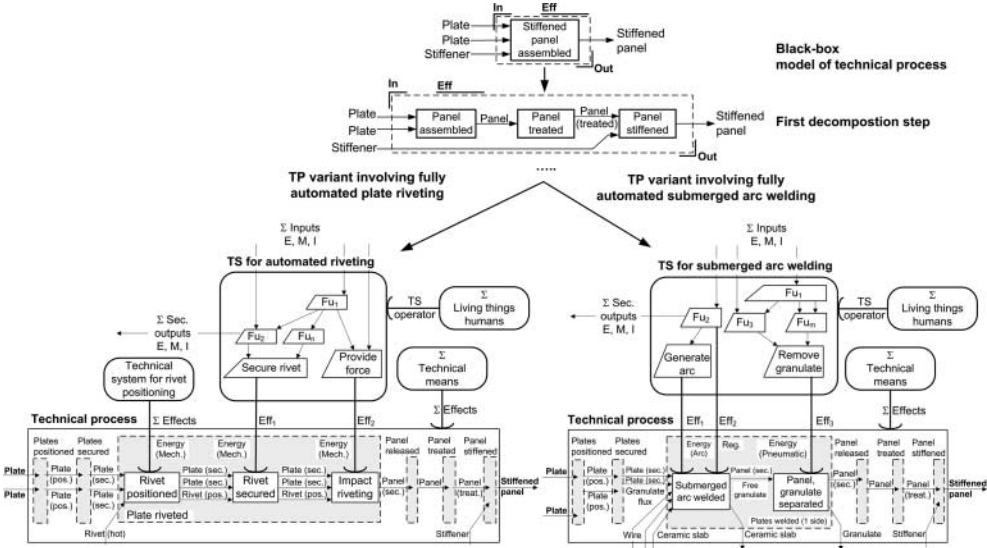 In
Eff
Plate
Plate
Stiffener
Stiffened
panel
assembled
Stiffened
panel
Out
Black-box
model of technical process
In
Eff
Plate
Plate
Stiffener
Panel
assembled
Panel
Panel
treated
Panel
(treated)
Panel
stiffened
Stiffened
panel
Out
First decompostion step
.....
TP variant involving fully
automated plate riveting
TP variant involving fully
automated submerged arc welding
Σ Inputs
E, M, I
TS for automated riveting
Fu1
Fu2
Fun
Secure rivet
Provide
force
TS
operator
Σ
Living things
humans
Σ Sec.
outputs
E, M, I
Technical
system for rivet
positioning
Σ
Technical
means
Technical process
Σ Effects
Eff1
Eff2
Σ Effects
Plates
positioned
Plates
secured
Energy
(Mech.)
Energy
(Mech.)
Energy
(Mech.)
Panel
released
Panel
treated
Panel
stiffened
Plate
Plate
Plate
(pos.)
Plate
(pos.)
Plate
(sec.)
Plate
(sec.)
Rivet
positioned
Plate (sec.)
Plate (sec.)
Rivet (pos.)
Rivet
secured
Plate (sec.)
Plate (sec.)
Rivet (pos.)
Impact
riveting
Panel
(sec.)
Panel
Panel
(treat.)
Stiffened
panel
Plate riveted
Rivet (hot)
Stiffener
Σ Inputs
E, M, I
TS for submerged arc welding
Fu1
Fu2
Fu3
Fum
Generate
arc
Remove
granulate
TS
operator
Σ
Living things
humans
Σ Sec.
outputs
E, M, I
Σ
Technical
means
Technical process
Eff1
Eff2
Eff3
Σ Effects
Plates
positioned
Plates
secured
Energy
(Arc)
Reg.
Energy
(Pneumatic)
Panel
released
Panel
treated
Panel
stiffened
Plate
Plate
Plate
(pos.)
Plate
(pos.)
Plate (sec.)
Plate (sec.)
Granulate
flux
Submerged
arc welded
Panel (sec.)
Free
granulate
Panel,
granulate
separated
Panel
(sec.)
Panel
Panel
(treat.)
Stiffened
panel
Plates welded (1 side)
Wire
Ceramic slab
Ceramic slab
Granulate
Stiffener